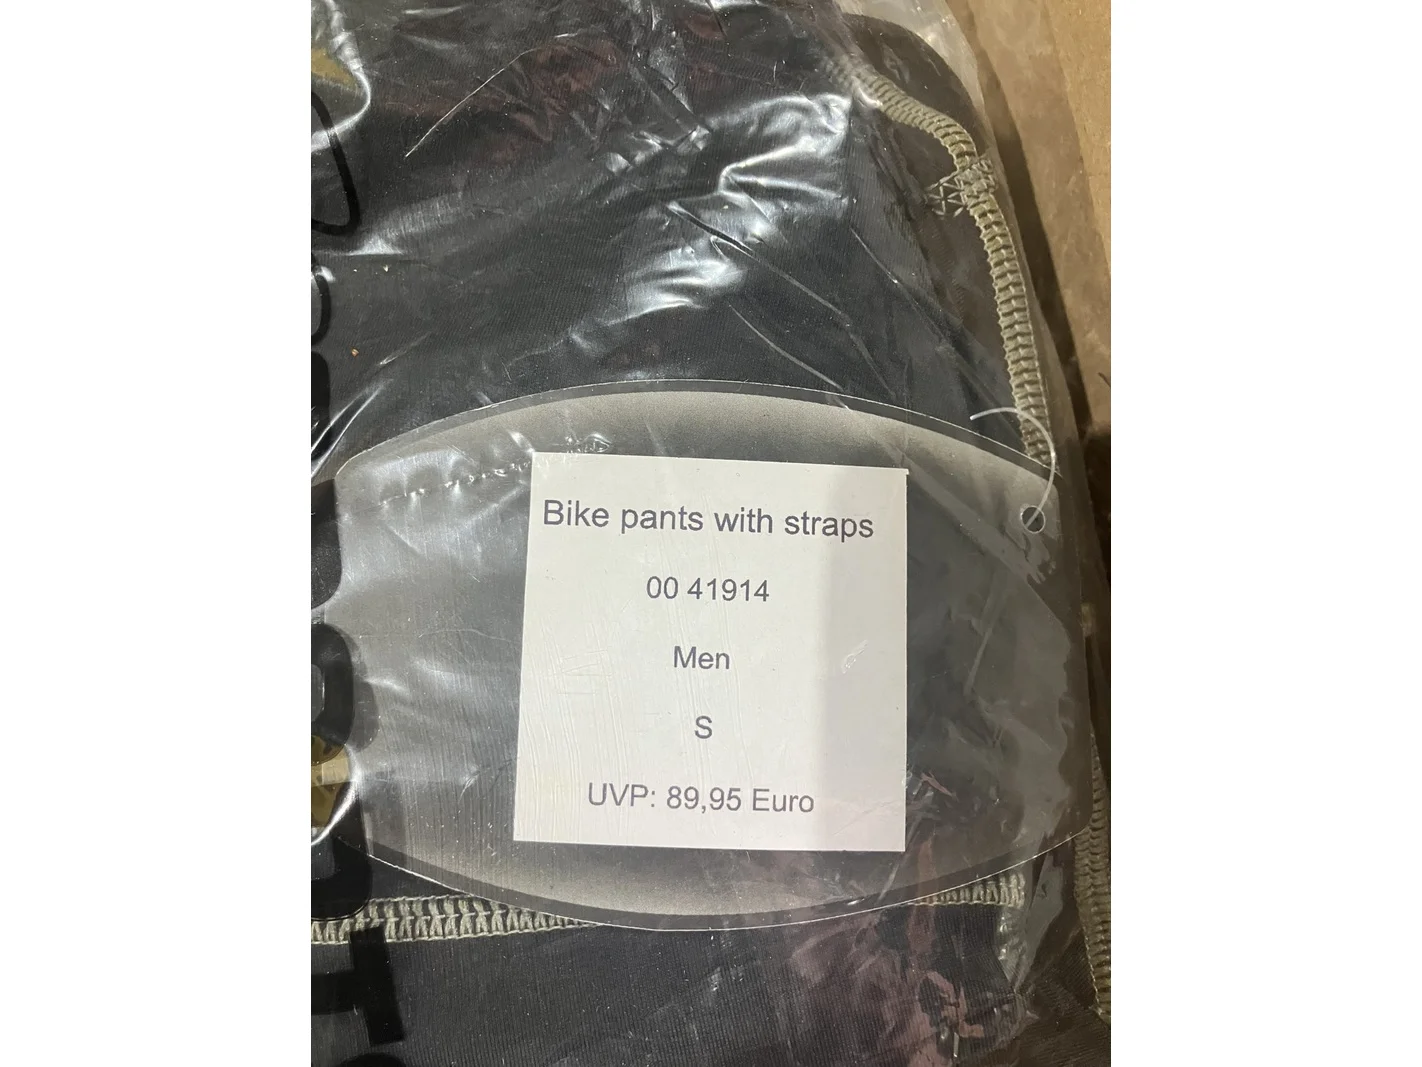 Bike pants with straps
00 41914
Men
S
UVP: 89,95 Euro